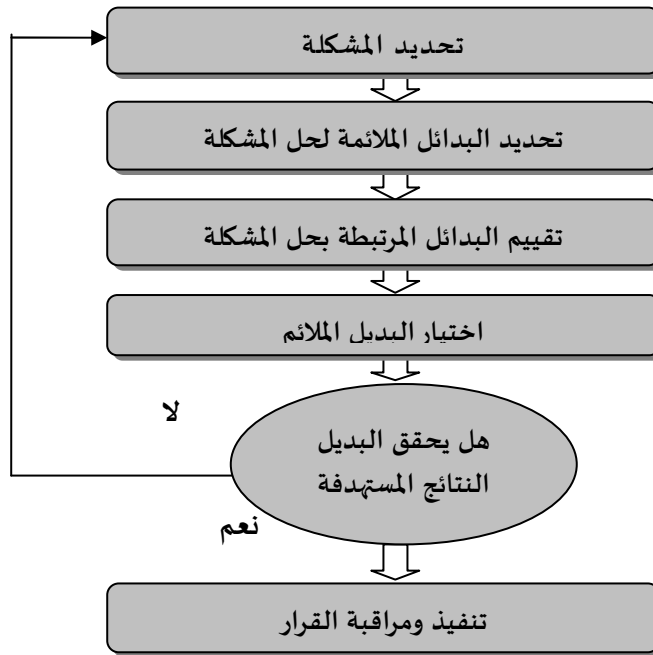 تحديد المشكلة
تحديد البدائل الملائمة لحل المشكلة
تقييم البدائل المرتبطة بحل المشكلة
اختيار البديل الملائم
لا
هل يحقق البديل
النتائج المستهدفة
نعم
تنفيذ ومراقبة القرار